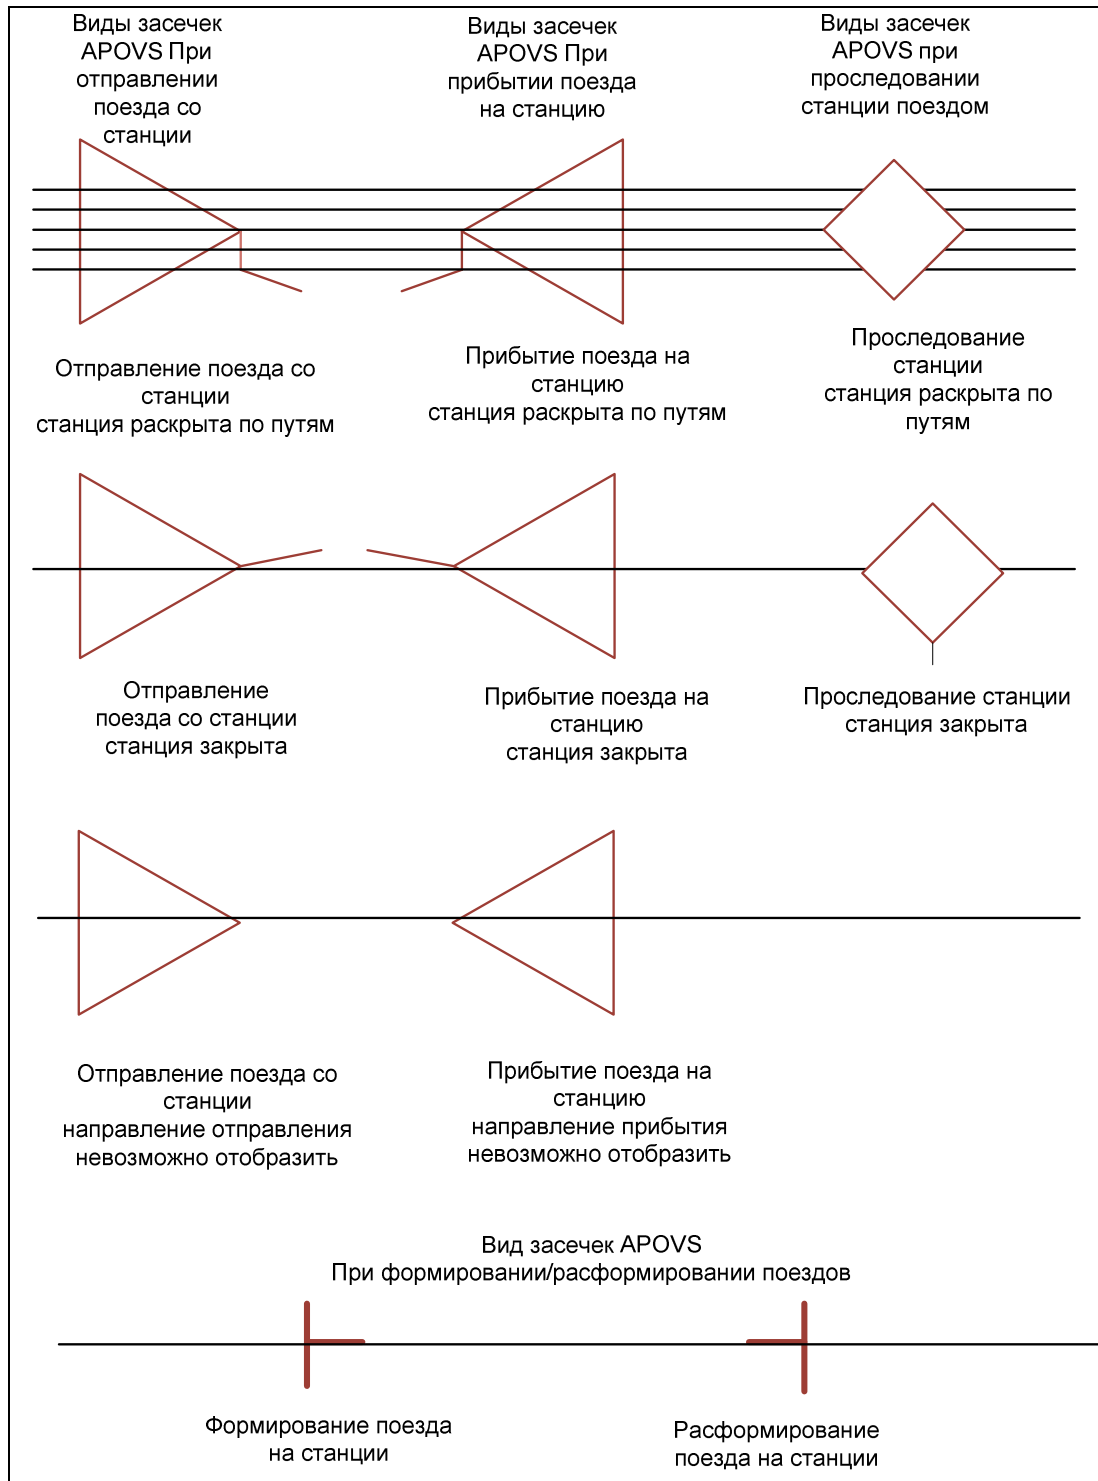 Виды засечек
APOVS При
отправлении
поезда со
станции
Виды засечек
APOVS При
прибытии поезда
на станцию
Виды засечек
APOVS при
проследовании
станции поездом
Отправление поезда со
станции
станция раскрыта по путям
Прибытие поезда на
станцию
станция раскрыта по путям
Проследование
станции
станция раскрыта по
путям
Отправление
поезда со станции
станция закрыта
Прибытие поезда на
станцию
станция закрыта
Проследование станции
станция закрыта
Отправление поезда со
станции
направление отправления
невозможно отобразить
Прибытие поезда на
станцию
направление прибытия
невозможно отобразить
Вид засечек APOVS
При формировании/расформировании поездов
Формирование поезда
на станции
Расформирование
поезда на станции